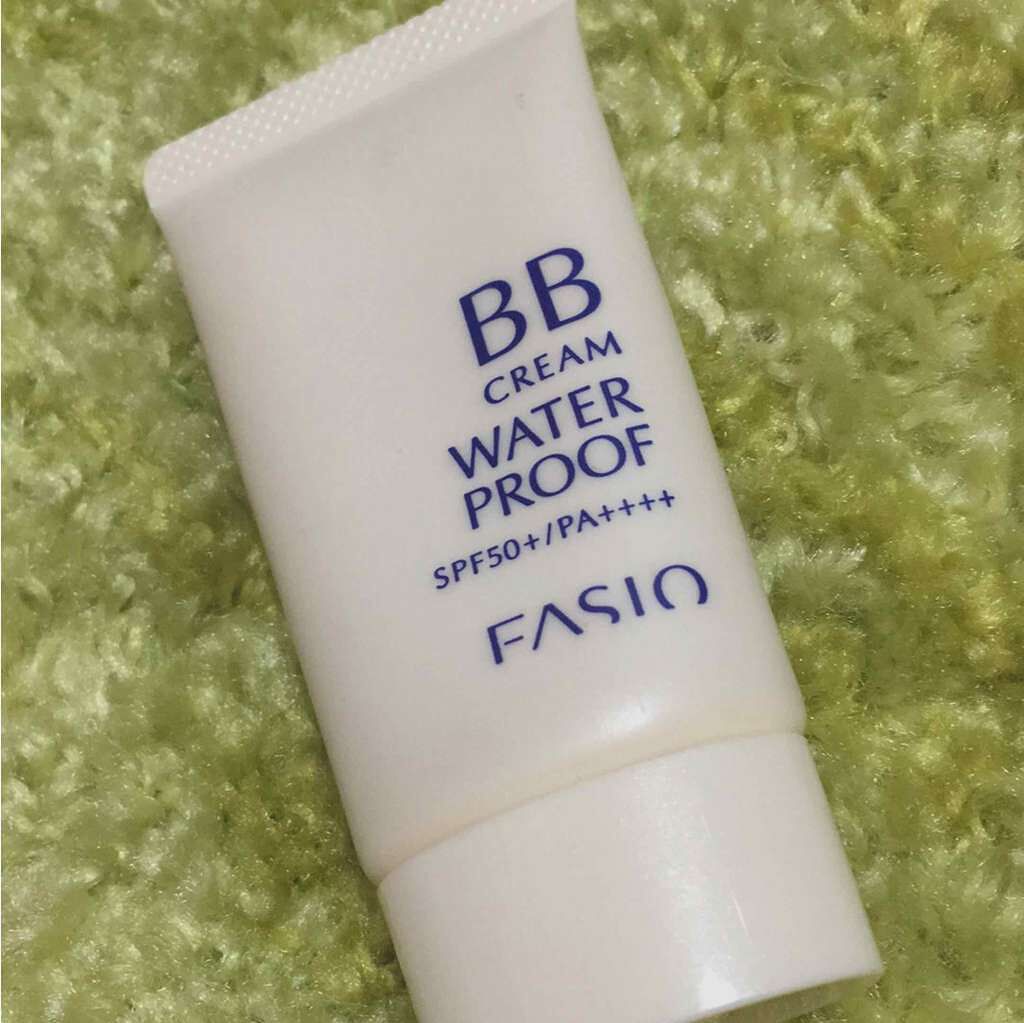 BB
CREAM
WATER
PROOF
SPF50+/PA++++
FASIO